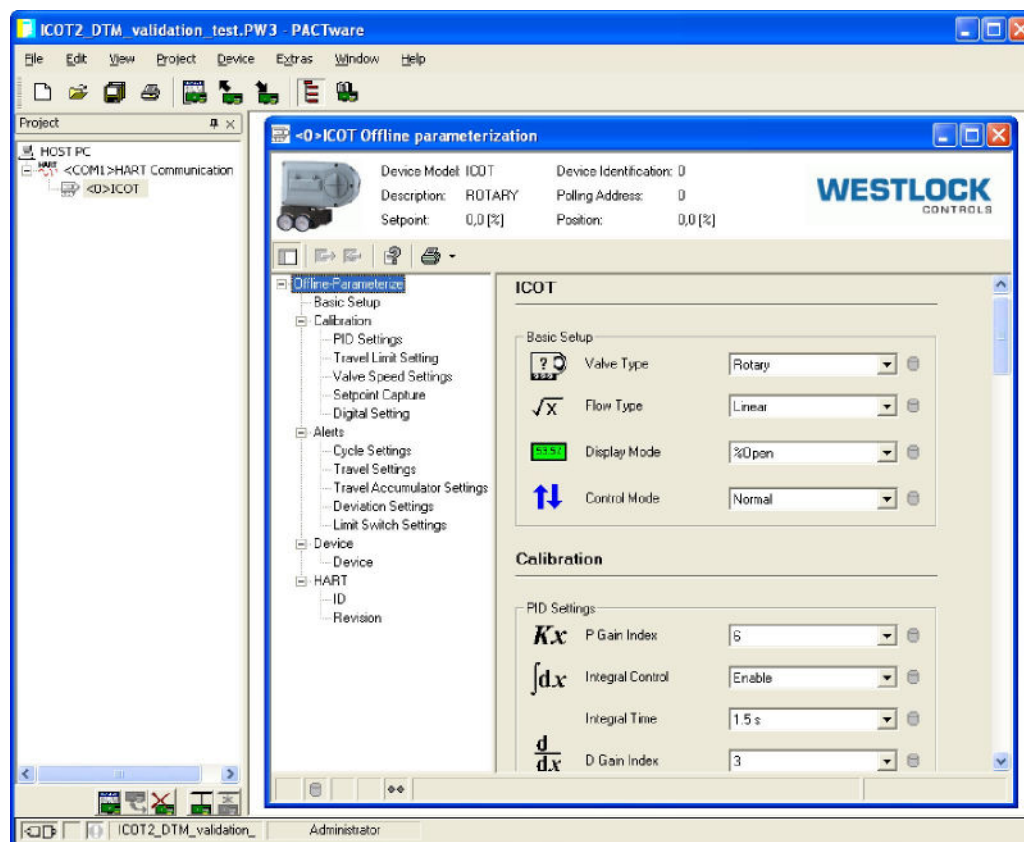 ICOT2_DTM_validation_test.PW3 - PACTware
File Edit View Project Device Extras Window Help
Project
HOST PC
HART <COM1>HART Communication
<0>ICOT
<0>ICOT Offline parameterization
Device Model: ICOT Device Identification: 0
Description: ROTARY Polling Address: 0
Setpoint: 0,0 [%] Position: 0,0 [%]
WESTLOCK
CONTROLS
Offline-Parameterize
Basic Setup
Calibration
PID Settings
Travel Limit Setting
Valve Speed Settings
Setpoint Capture
Digital Setting
Alerts
Cycle Settings
Travel Settings
Travel Accumulator Settings
Deviation Settings
Limit Switch Settings
Device
Device
HART
ID
Revision
ICOT
Basic Setup
? Valve Type Rotary
√x Flow Type Linear
Display Mode %Open
Control Mode Normal
Calibration
PID Settings
Kx P Gain Index 6
∫dx Integral Control Enable
Integral Time 1.5 s
d/dx D Gain Index 3
ICOT2_DTM_validation_ Administrator